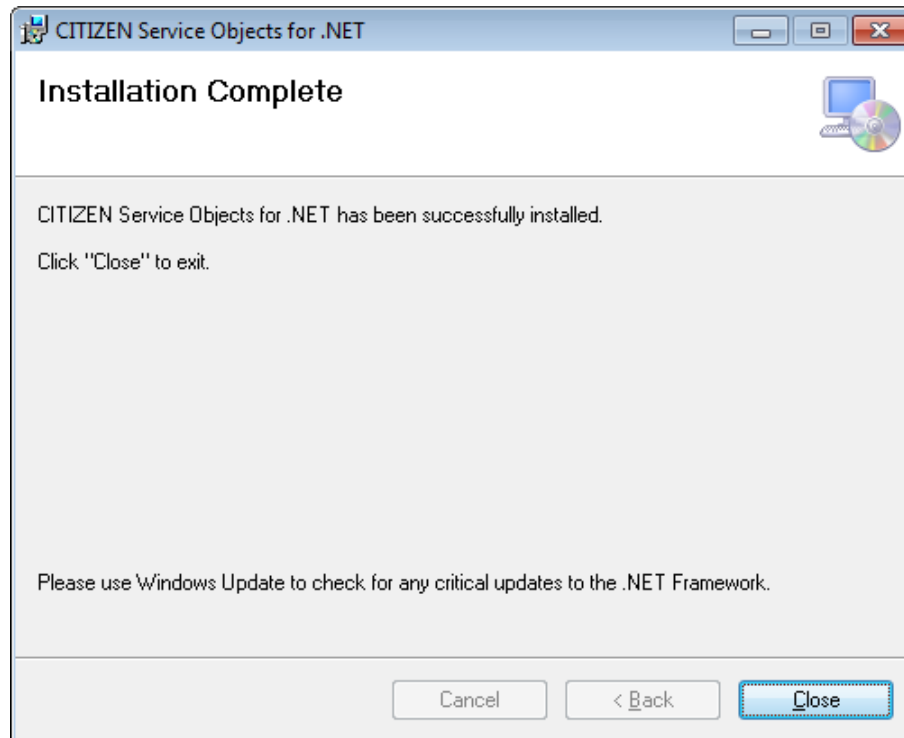 CITIZEN Service Objects for .NET
Installation Complete
CITIZEN Service Objects for .NET has been successfully installed.
Click "Close" to exit.
Please use Windows Update to check for any critical updates to the .NET Framework.
Cancel
< Back
Close